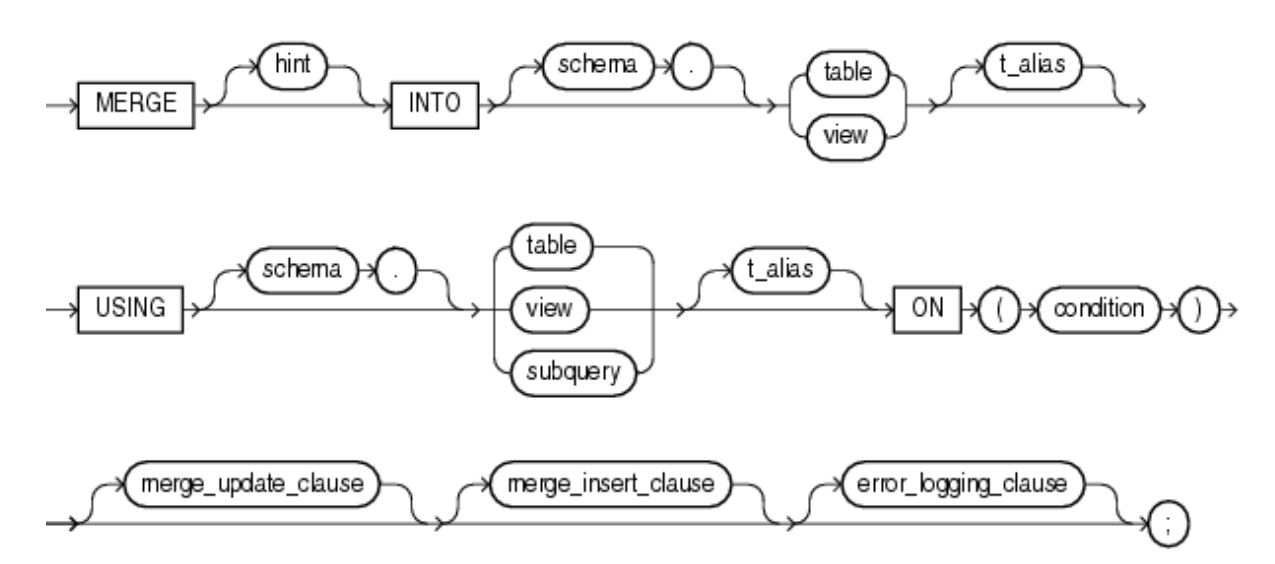 hint schema . table t_alias
MERGE INTO
view
schema . table t_alias
USING view ON ( condition )
subquery
merge_update_clause merge_insert_clause error_logging_clause
;